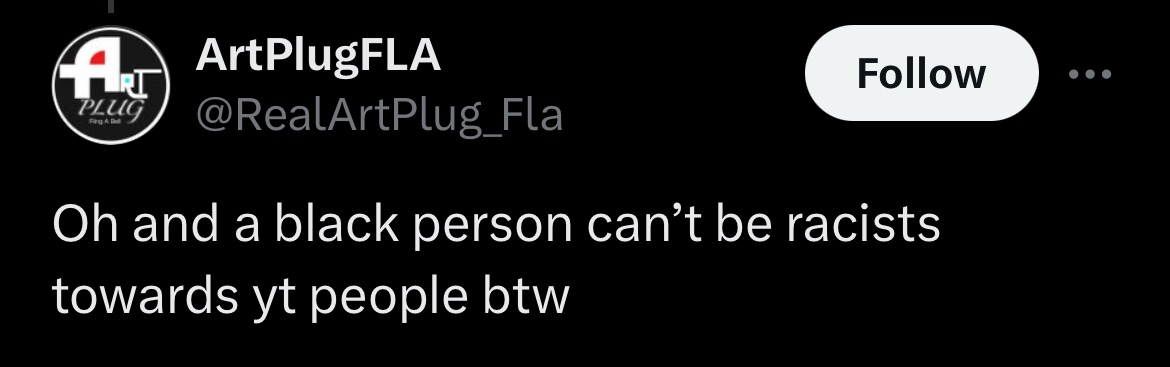 ArtPlugFLA
@RealArtPlug_Fla
Follow
ART
PLUG
Oh and a black person can’t be racists
towards yt people btw